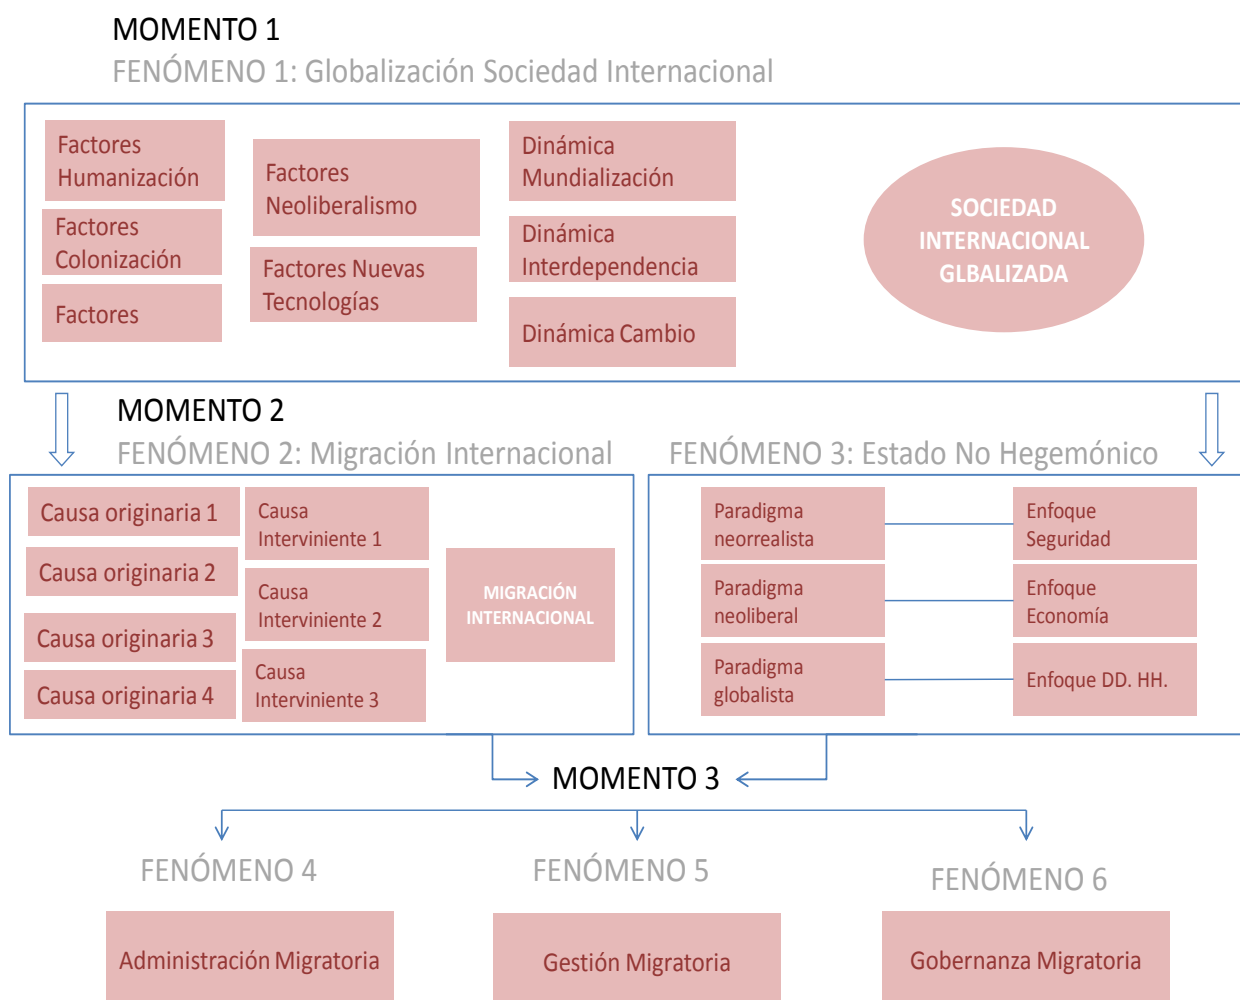 MOMENTO 1
FENÓMENO 1: Globalización Sociedad Internacional
Factores
Humanización
Factores
Colonización
Factores
Factores
Neoliberalismo
Factores Nuevas
Tecnologías
Dinámica
Mundialización
Dinámica
Interdependencia
Dinámica Cambio
SOCIEDAD
INTERNACIONAL
GLBALIZADA
MOMENTO 2
FENÓMENO 2: Migración Internacional
Causa originaria 1
Causa originaria 2
Causa originaria 3
Causa originaria 4
Causa
Interviniente 1
Causa
Interviniente 2
Causa
Interviniente 3
MIGRACIÓN
INTERNACIONAL
FENÓMENO 3: Estado No Hegemónico
Paradigma
neorrealista
Enfoque
Seguridad
Paradigma
neoliberal
Enfoque
Economía
Paradigma
globalista
Enfoque DD. HH.
MOMENTO 3
FENÓMENO 4
Administración Migratoria
FENÓMENO 5
Gestión Migratoria
FENÓMENO 6
Gobernanza Migratoria